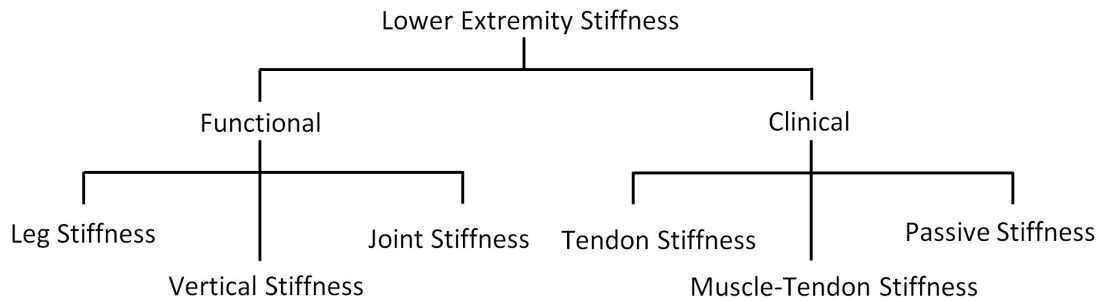 Lower Extremity Stiffness
Functional
Clinical
Leg Stiffness
Vertical Stiffness
Joint Stiffness
Tendon Stiffness
Muscle-Tendon Stiffness
Passive Stiffness